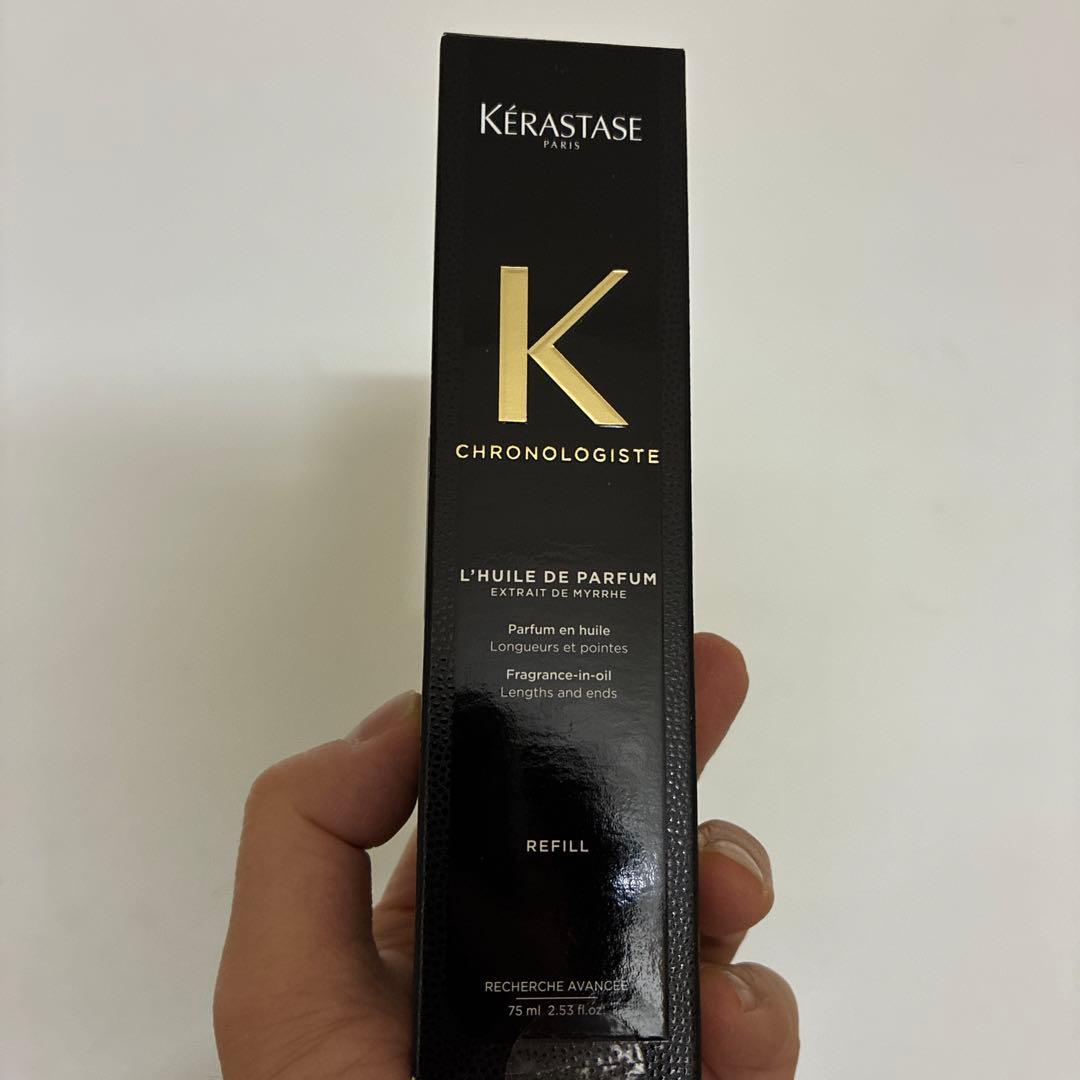 KÉRASTASE
PARIS
K
CHRONOLOGISTE
L'HUILE DE PARFUM
EXTRAIT DE MYRRHE
Parfum en huile
Longueurs et pointes
Fragrance-in-oil
Lengths and ends
REFILL
RECHERCHE AVANCÉE
75 ml 2.53 fl.oz.